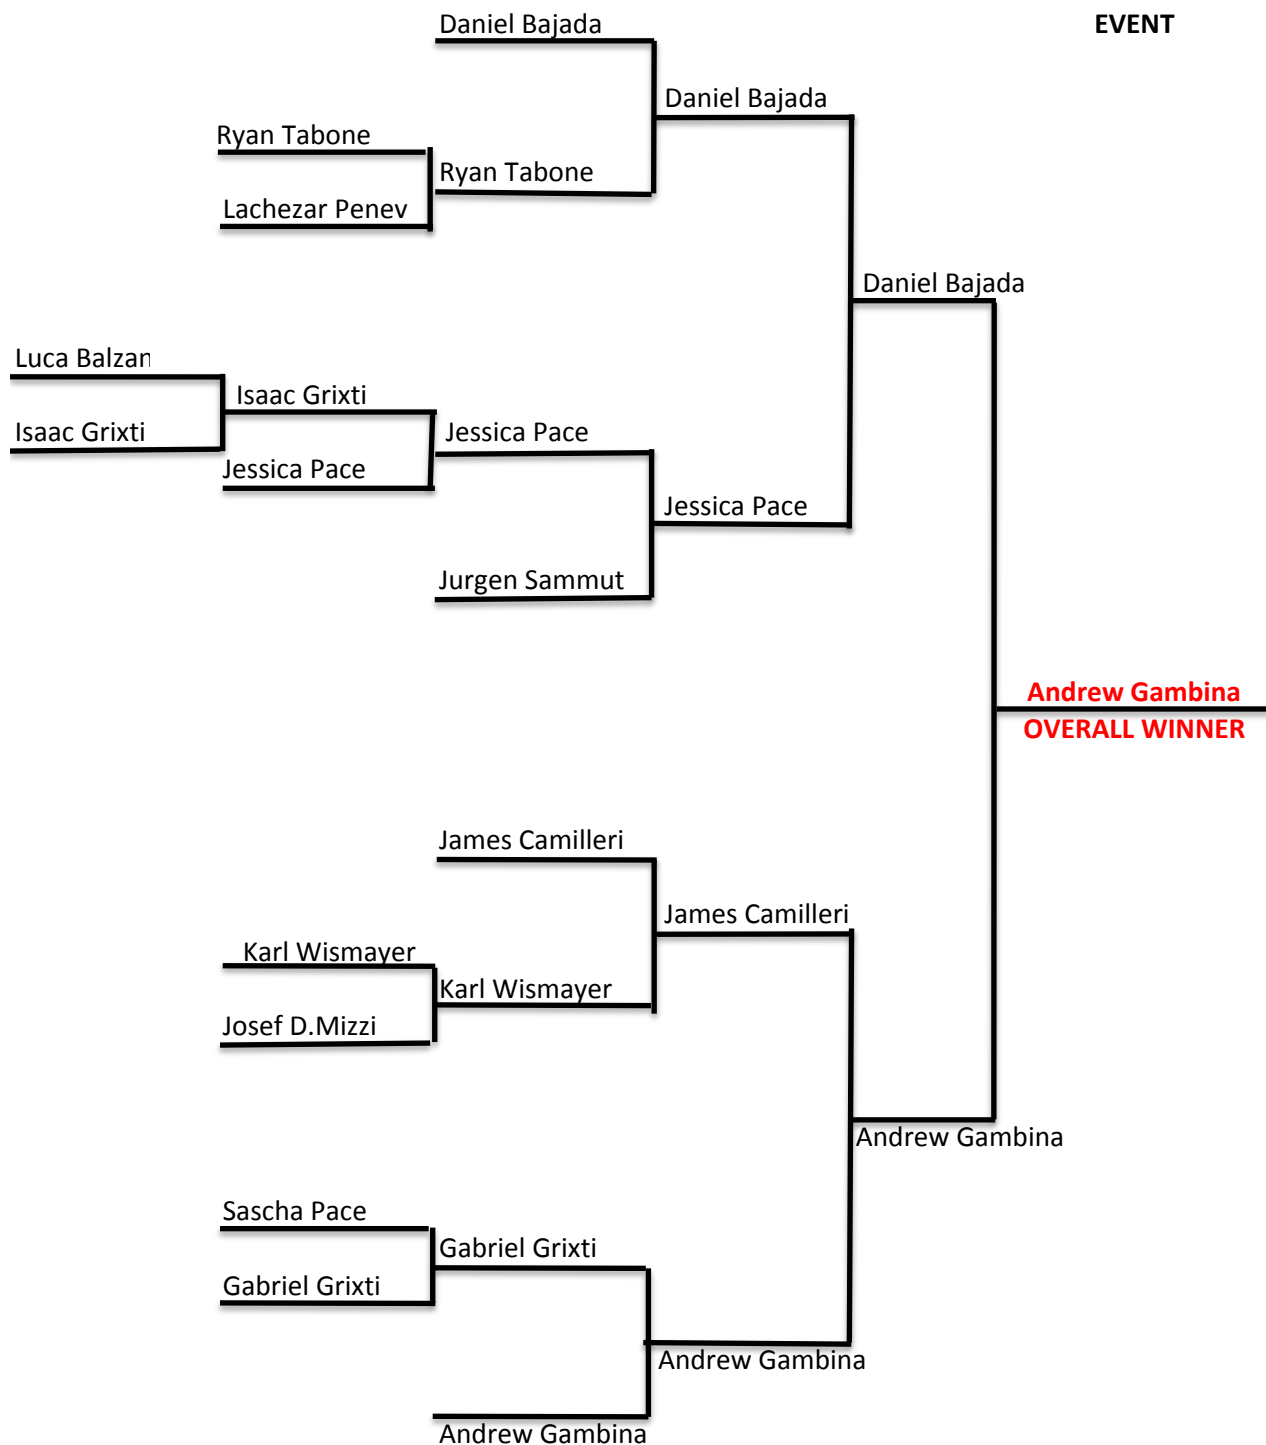 Daniel Bajada
EVENT
Daniel Bajada
Ryan Tabone
Ryan Tabone
Lachezar Penev
Daniel Bajada
Luca Balzan
Isaac Grixti
Isaac Grixti
Jessica Pace
Jessica Pace
Jessica Pace
Jurgen Sammut
Andrew Gambina
OVERALL WINNER
James Camilleri
James Camilleri
Karl Wismayer
Karl Wismayer
Josef D.Mizzi
Andrew Gambina
Sascha Pace
Gabriel Grixti
Gabriel Grixti
Andrew Gambina
Andrew Gambina